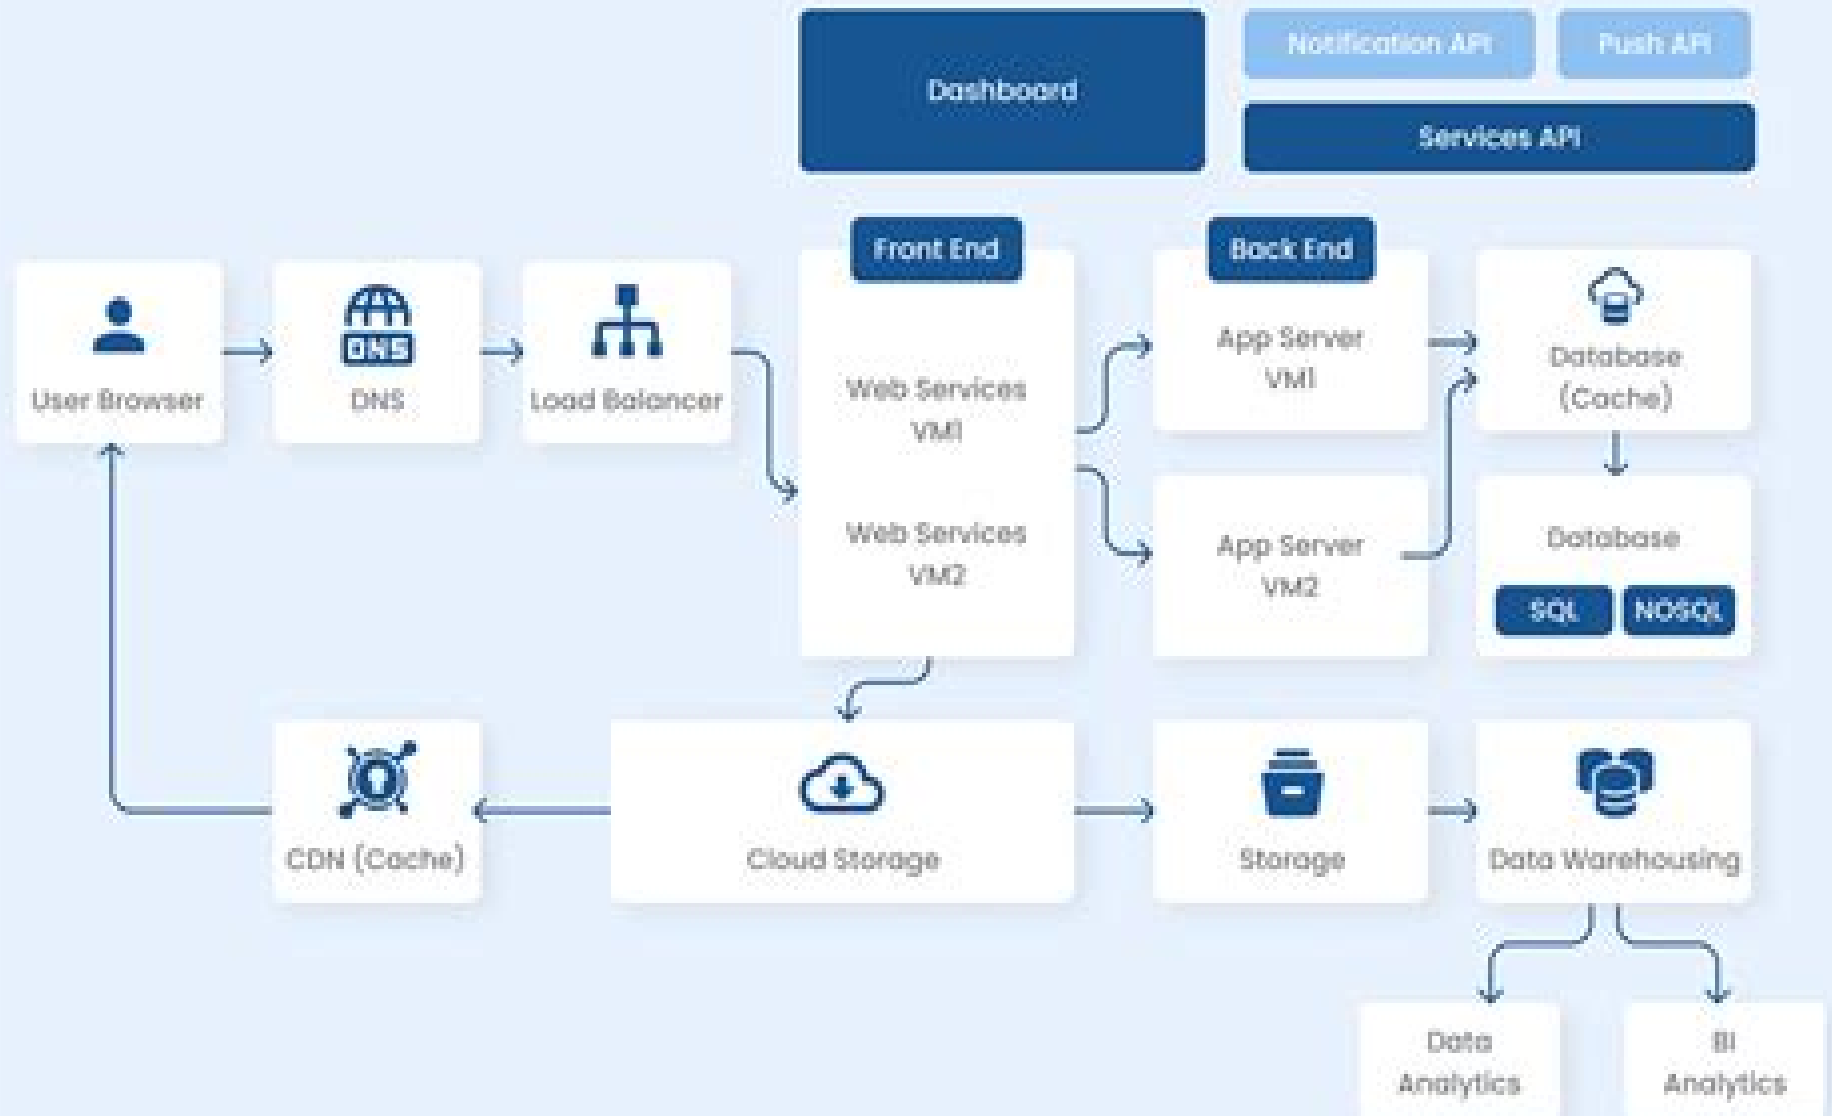 Dashboard
Notification API
Push API
Services API
Front End
Back End
User Browser
DNS
DNS
Load Balancer
Web Services
VM1
Web Services
VM2
App Server
VM1
App Server
VM2
Database
(Cache)
Database
SQL
NOSQL
CDN (Cache)
Cloud Storage
Storage
Data Warehousing
Data
Analytics
BI
Analytics